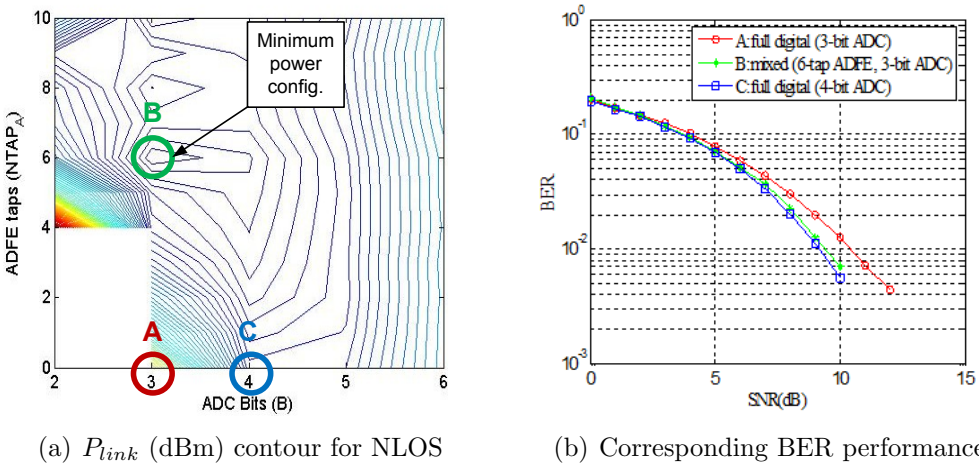 10
8
6
4
2
0
ADFE taps (NTAP_A)
Minimum
power
config.
B
A
C
2
3
4
5
6
ADC Bits (B)
10^0
10^-1
10^-2
10^-3
BER
A:full digital (3-bit ADC)
B:mixed (6-tap ADFE, 3-bit ADC)
C:full digital (4-bit ADC)
0
5
10
15
SNR(dB)
(a) P_link (dBm) contour for NLOS
(b) Corresponding BER performance